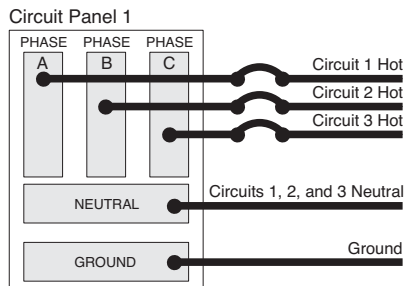 Circuit Panel 1
PHASE PHASE PHASE
A B C
Circuit 1 Hot
Circuit 2 Hot
Circuit 3 Hot
NEUTRAL
Circuits 1, 2, and 3 Neutral
GROUND
Ground